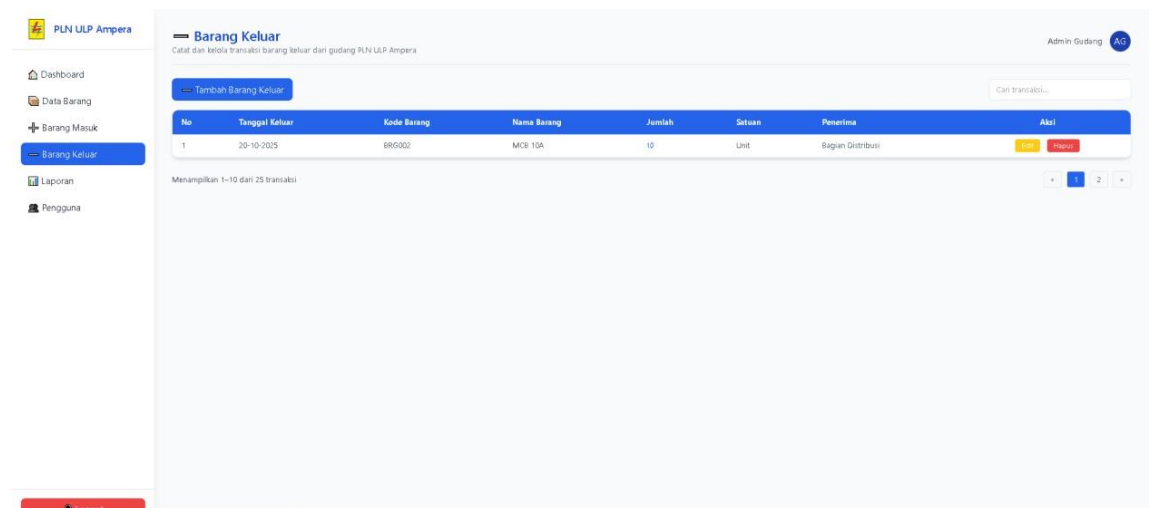 PLN ULP Ampera
Dashboard
Data Barang
Barang Masuk
Barang Keluar
Laporan
Pengguna
Barang Keluar
Catat dan kelola transaksi barang keluar dari gudang PLN ULP Ampera
Admin Gudang AG
Tambah Barang Keluar
Cari transaksi...
No Tanggal Keluar Kode Barang Nama Barang Jumlah Satuan Penerima Aksi
1 20-10-2025 BRG002 MCB 10A 10 Unit Bagian Distribusi Edit Hapus
Menampilkan 1–10 dari 25 transaksi
« 1 2 »